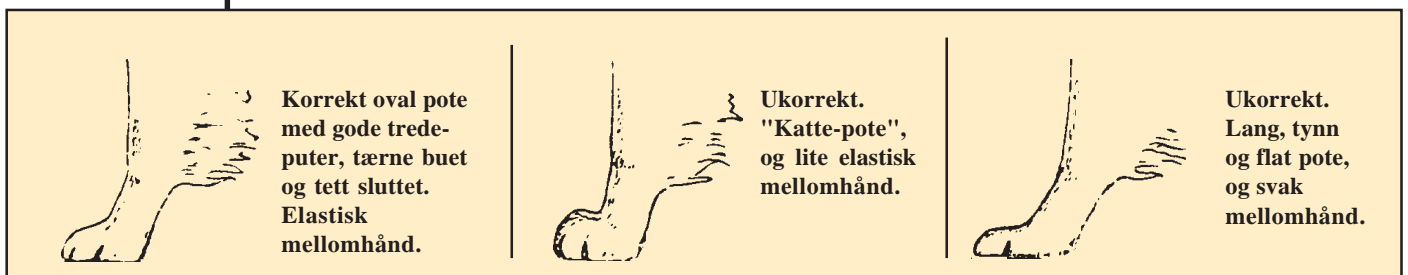 Korrekt oval pote
med gode trede-
puter, tærne buet
og tett sluttet.
Elastisk
mellomhånd.
Ukorrekt.
"Katte-pote",
og lite elastisk
mellomhånd.
Ukorrekt.
Lang, tynn
og flat pote,
og svak
mellomhånd.